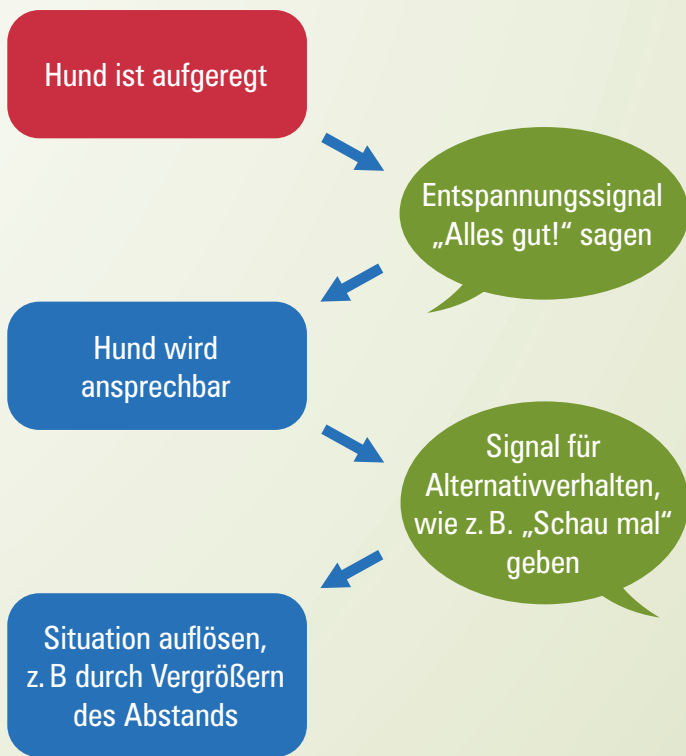 Hund ist aufgeregt
Entspannungssignal
„Alles gut!“ sagen
Hund wird
ansprechbar
Signal für
Alternativverhalten,
wie z. B. „Schau mal“
geben
Situation auflösen,
z. B durch Vergrößern
des Abstands